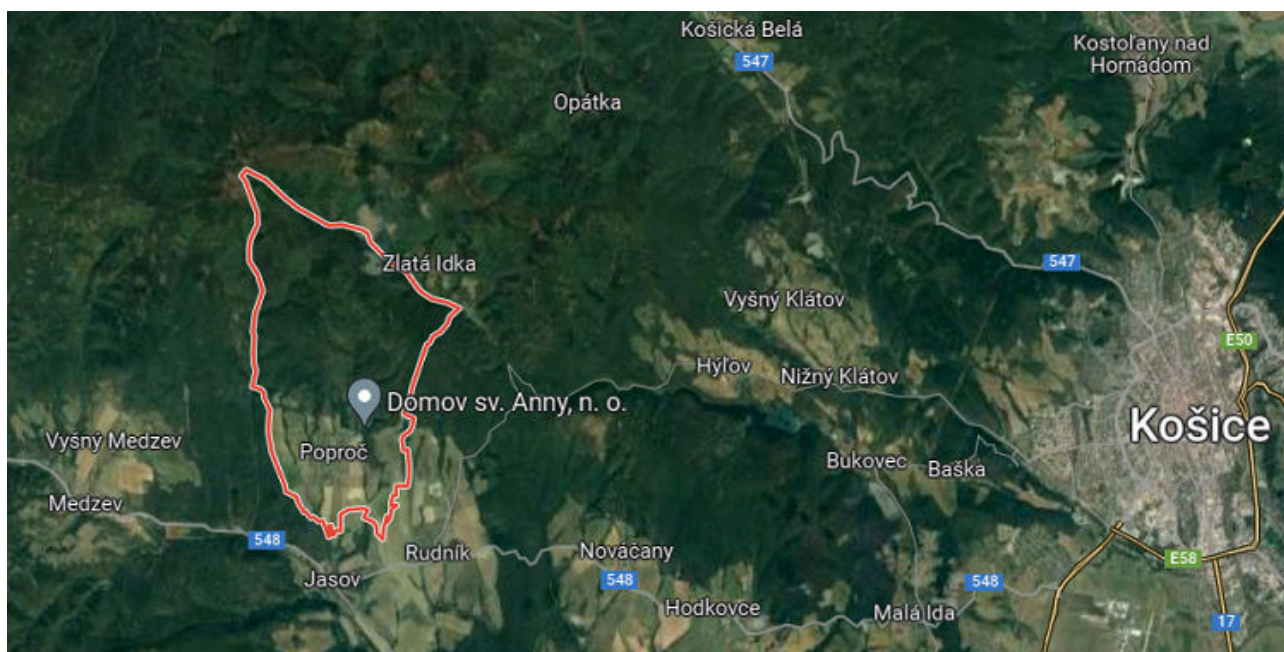 Košická Belá
547
Kostoľany nad
Hornádom
Opátka
Zlatá Idka
547
Vyšný Klátov
E50
Hýľov
Nižný Klátov
Domov sv. Anny, n. o.
Košice
Vyšný Medzev
Poproč
Bukovec
Baška
Medzev
548
Rudník
Nováčany
E58
Jasov
548
548
Hodkovce
Malá Ida
17